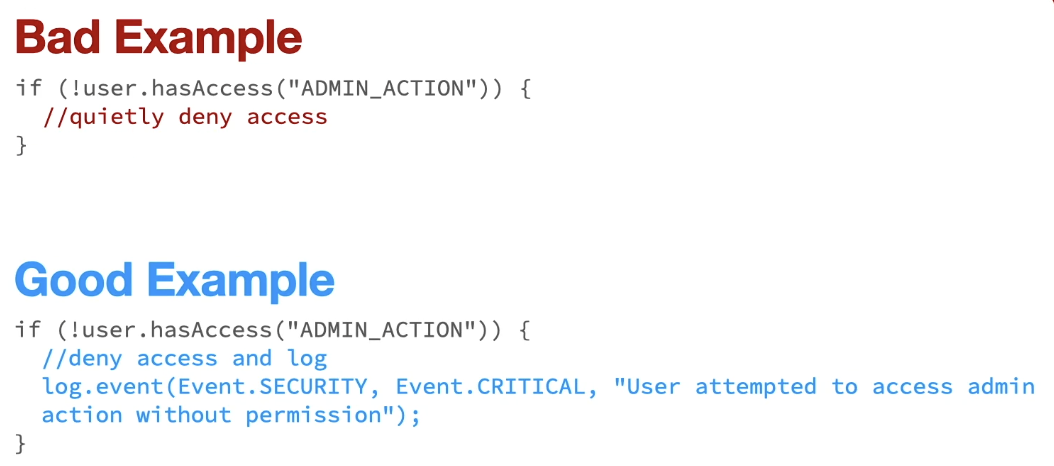 Bad Example
if (!user.hasAccess("ADMIN_ACTION")) {
//quietly deny access
}
Good Example
if (!user.hasAccess("ADMIN_ACTION")) {
//deny access and log
log.event(Event.SECURITY, Event.CRITICAL, "User attempted to access admin
action without permission");
}